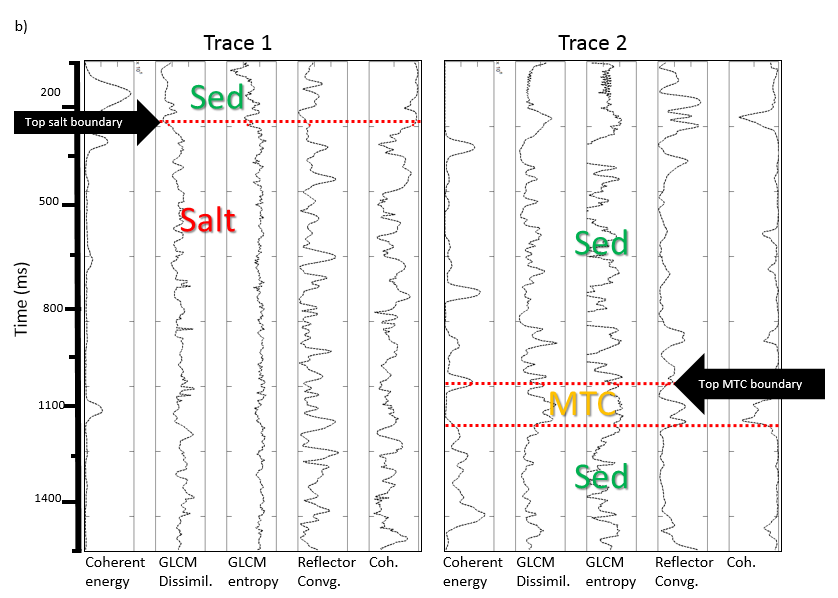 b)
Trace 1
Trace 2
200
Sed
Top salt boundary
500
Salt
Sed
Time (ms)
800
Top MTC boundary
1100
MTC
Sed
1400
Coherent
energy
GLCM
Dissimil.
GLCM
entropy
Reflector
Convg.
Coh.
Coherent
energy
GLCM
Dissimil.
GLCM
entropy
Reflector
Convg.
Coh.